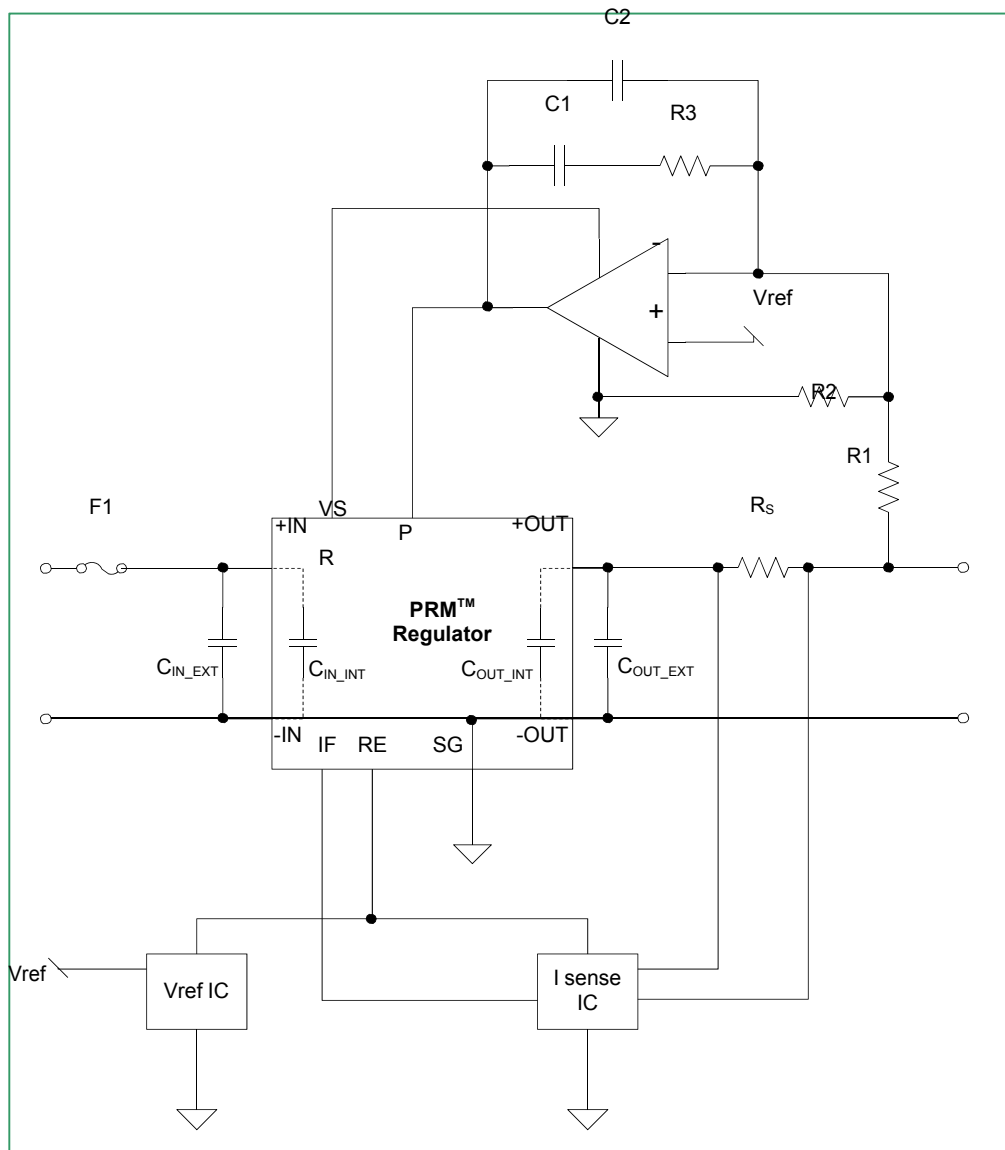 C2
C1
R3
-
Vref
+
R2
R1
F1
VS
RS
+IN
P
+OUT
R
PRM™
Regulator
CIN_EXT
CIN_INT
COUT_INT
COUT_EXT
-IN
IF
RE
SG
-OUT
Vref
Vref IC
I sense
IC